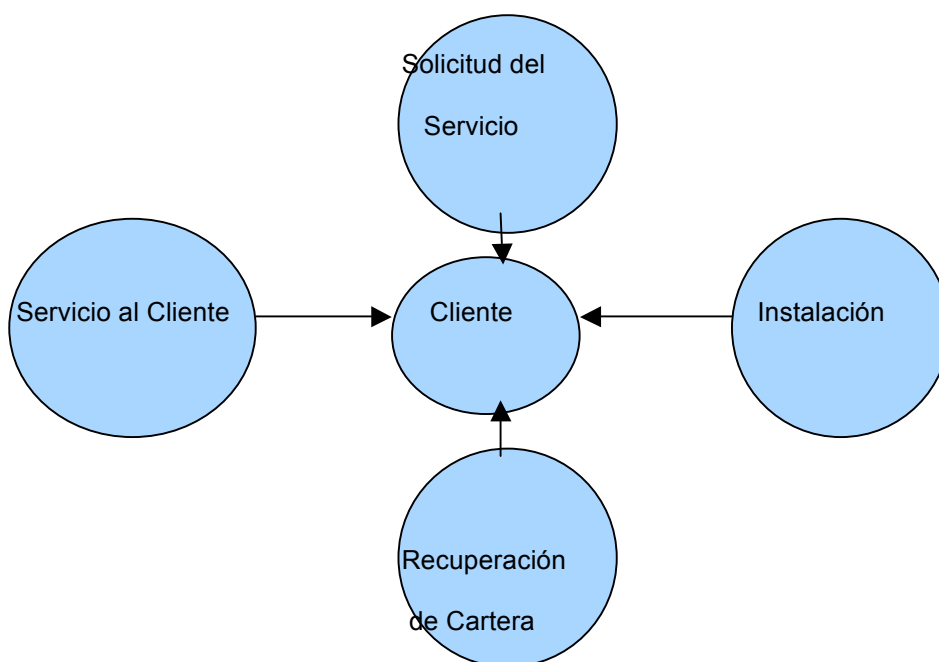 Solicitud del
Servicio
Servicio al Cliente
Cliente
Instalación
Recuperación
de Cartera